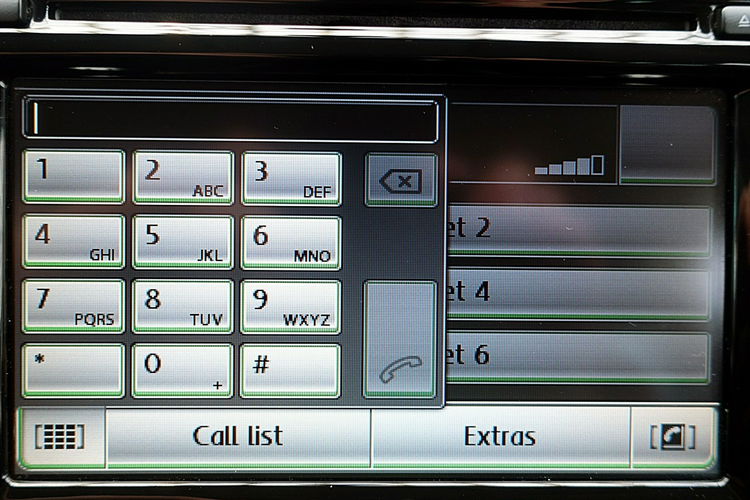 1
2 ABC
3 DEF
4 GHI
5 JKL
6 MNO
7 PQRS
8 TUV
9 WXYZ
*
0 +
#
et 2
et 4
et 6
Call list
Extras